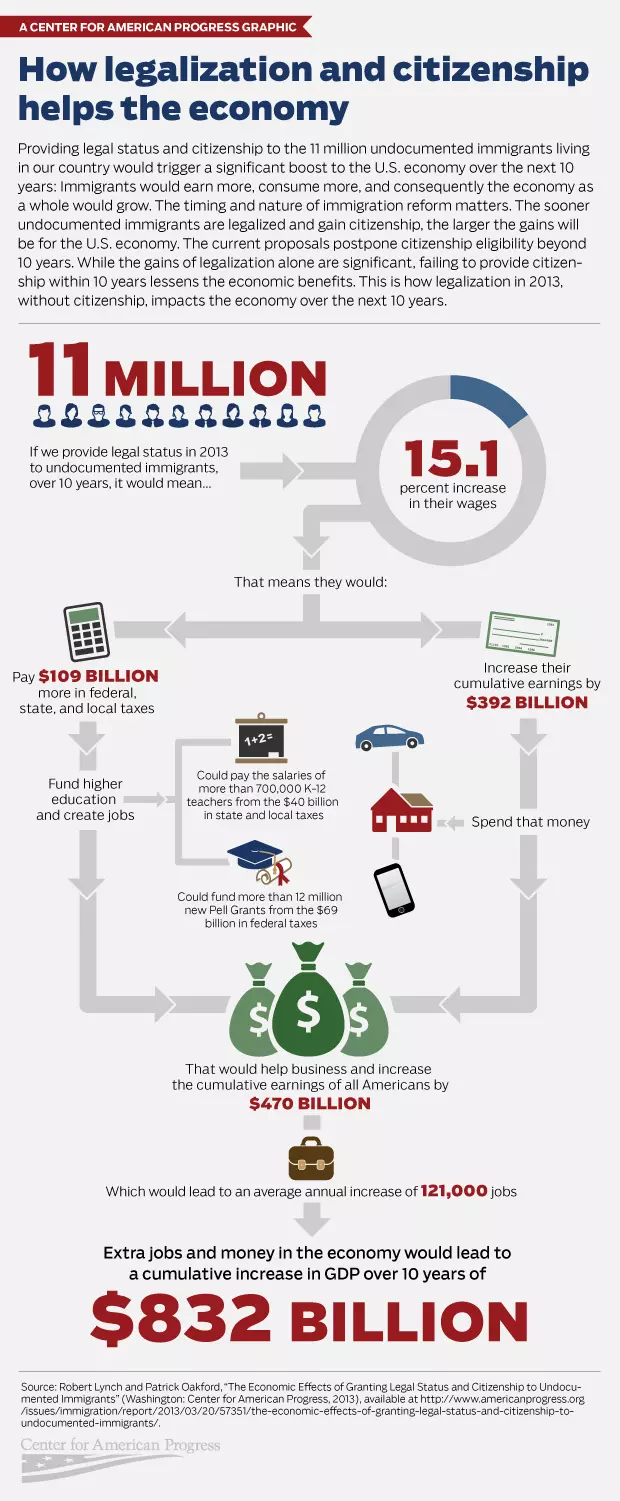 A CENTER FOR AMERICAN PROGRESS GRAPHIC
How legalization and citizenship
helps the economy
Providing legal status and citizenship to the 11 million undocumented immigrants living
in our country would trigger a significant boost to the U.S. economy over the next 10
years: Immigrants would earn more, consume more, and consequently the economy as
a whole would grow. The timing and nature of immigration reform matters. The sooner
undocumented immigrants are legalized and gain citizenship, the larger the gains will
be for the U.S. economy. The current proposals postpone citizenship eligibility beyond
10 years. While the gains of legalization alone are significant, failing to provide citizen-
ship within 10 years lessens the economic benefits. This is how legalization in 2013,
without citizenship, impacts the economy over the next 10 years.
11 MILLION
If we provide legal status in 2013
to undocumented immigrants,
over 10 years, it would mean...
15.1
percent increase
in their wages
That means they would:
Pay $109 BILLION
more in federal,
state, and local taxes
Increase their
cumulative earnings by
$392 BILLION
1+2=
Fund higher
education
and create jobs
Could pay the salaries of
more than 700,000 K-12
teachers from the $40 billion
in state and local taxes
Spend that money
Could fund more than 12 million
new Pell Grants from the $69
billion in federal taxes
$ $ $
That would help business and increase
the cumulative earnings of all Americans by
$470 BILLION
Which would lead to an average annual increase of 121,000 jobs
Extra jobs and money in the economy would lead to
a cumulative increase in GDP over 10 years of
$832 BILLION
Source: Robert Lynch and Patrick Oakford, “The Economic Effects of Granting Legal Status and Citizenship to Undocu-
mented Immigrants” (Washington: Center for American Progress, 2013), available at http://www.americanprogress.org
/issues/immigration/report/2013/03/20/57351/the-economic-effects-of-granting-legal-status-and-citizenship-to-
undocumented-immigrants/.
Center for American Progress